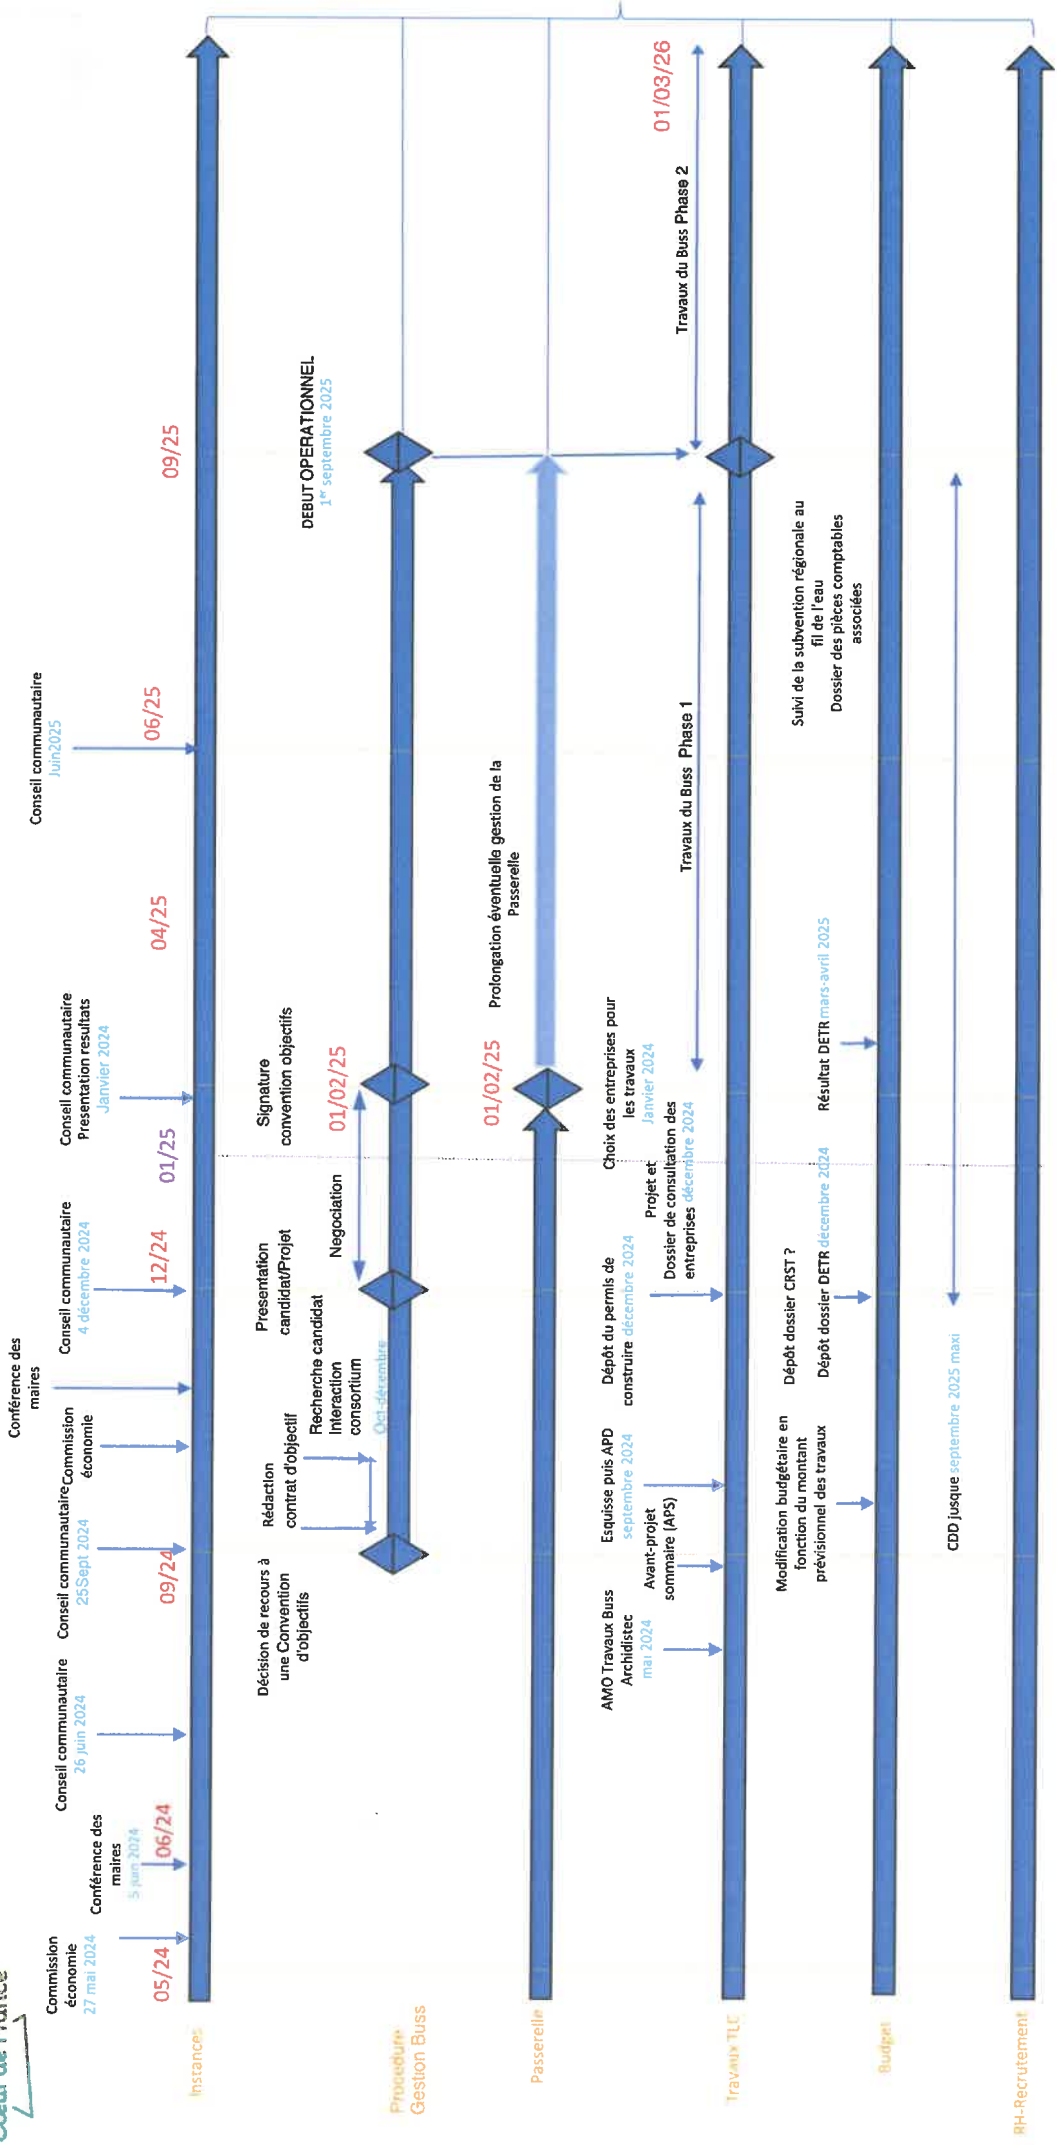 Cœur de France
Commission
économie
27 mai 2024
Conférence des
maires
5 juin 2024
Conseil communautaire
26 juin 2024
Conseil communautaire
25Sept 2024
Commission
économie
Conférence des
maires
Conseil communautaire
4 décembre 2024
Conseil communautaire
Presentation resultats
Janvier 2024
Conseil communautaire
Juin2025
05/24
06/24
09/24
12/24
01/25
04/25
06/25
09/25
Instances
Procedure
Gestion Buss
Décision de recours à
une Convention
d'objectifs
Rédaction
contrat d'objectif
Recherche candidat
Interaction
consortium
Oct-décembre
Presentation
candidat/Projet
Negociation
Signature
convention objectifs
01/02/25
DEBUT OPERATIONNEL
1er septembre 2025
Passerelle
01/02/25
Prolongation éventuelle gestion de la
Passerelle
Travaux TLC
AMO Travaux Buss
Archidistec
mai 2024
Avant-projet
sommaire (APS)
Esquisse puis APD
septembre 2024
Dépôt du permis de
construire décembre 2024
Projet et
Dossier de consultation des
entreprises décembre 2024
Choix des entreprises pour
les travaux
Janvier 2024
Travaux du Buss Phase 1
Travaux du Buss Phase 2
01/03/26
Budget
Modification budgétaire en
fonction du montant
prévisionnel des travaux
Dépôt dossier CRST ?
Dépôt dossier DETR décembre 2024
Résultat DETR mars-avril 2025
Suivi de la subvention régionale au
fil de l'eau
Dossier des pièces comptables
associées
RH-Recrutement
CDD jusque septembre 2025 maxi